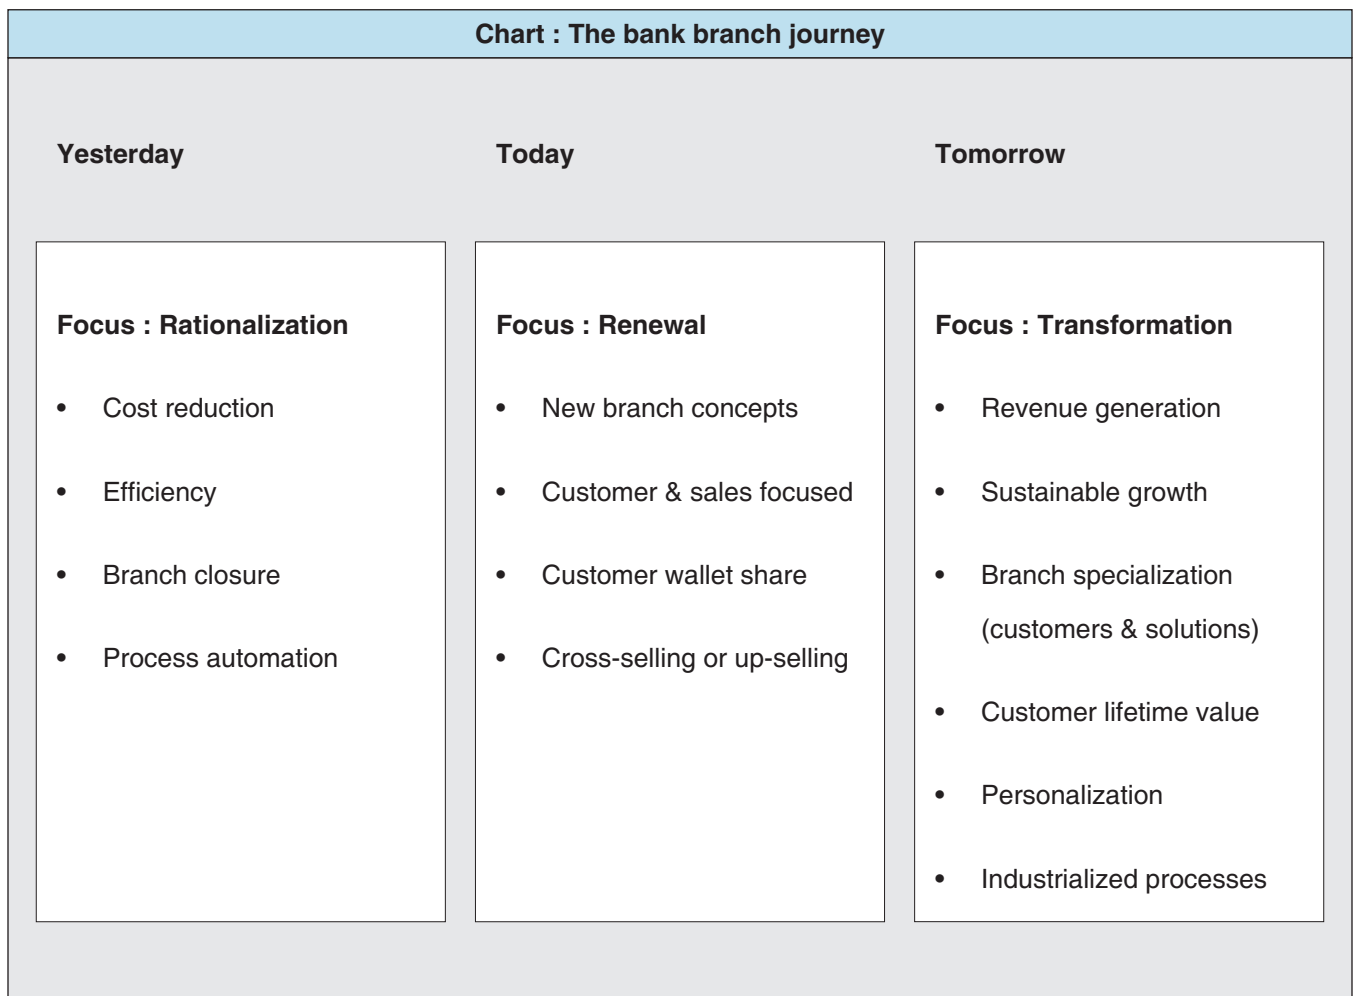 Chart : The bank branch journey
Yesterday
Today
Tomorrow
Focus : Rationalization
• Cost reduction
• Efficiency
• Branch closure
• Process automation
Focus : Renewal
• New branch concepts
• Customer & sales focused
• Customer wallet share
• Cross-selling or up-selling
Focus : Transformation
• Revenue generation
• Sustainable growth
• Branch specialization
(customers & solutions)
• Customer lifetime value
• Personalization
• Industrialized processes